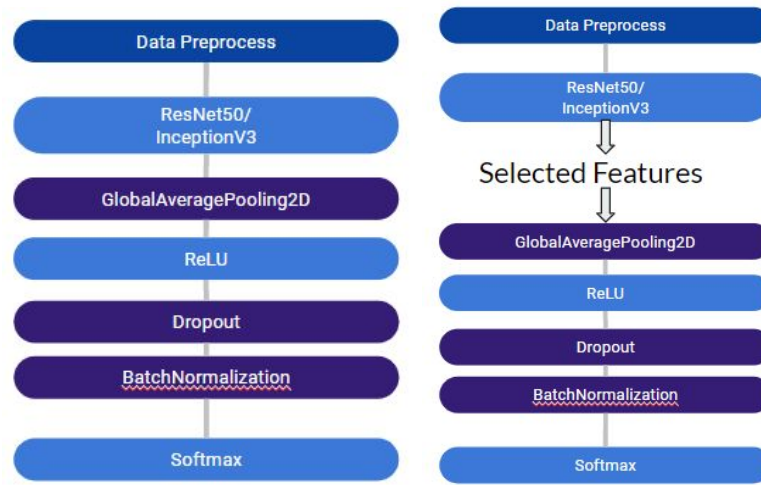 Data Preprocess
ResNet50/
InceptionV3
GlobalAveragePooling2D
ReLU
Dropout
BatchNormalization
Softmax
Data Preprocess
ResNet50/
InceptionV3
Selected Features
GlobalAveragePooling2D
ReLU
Dropout
BatchNormalization
Softmax